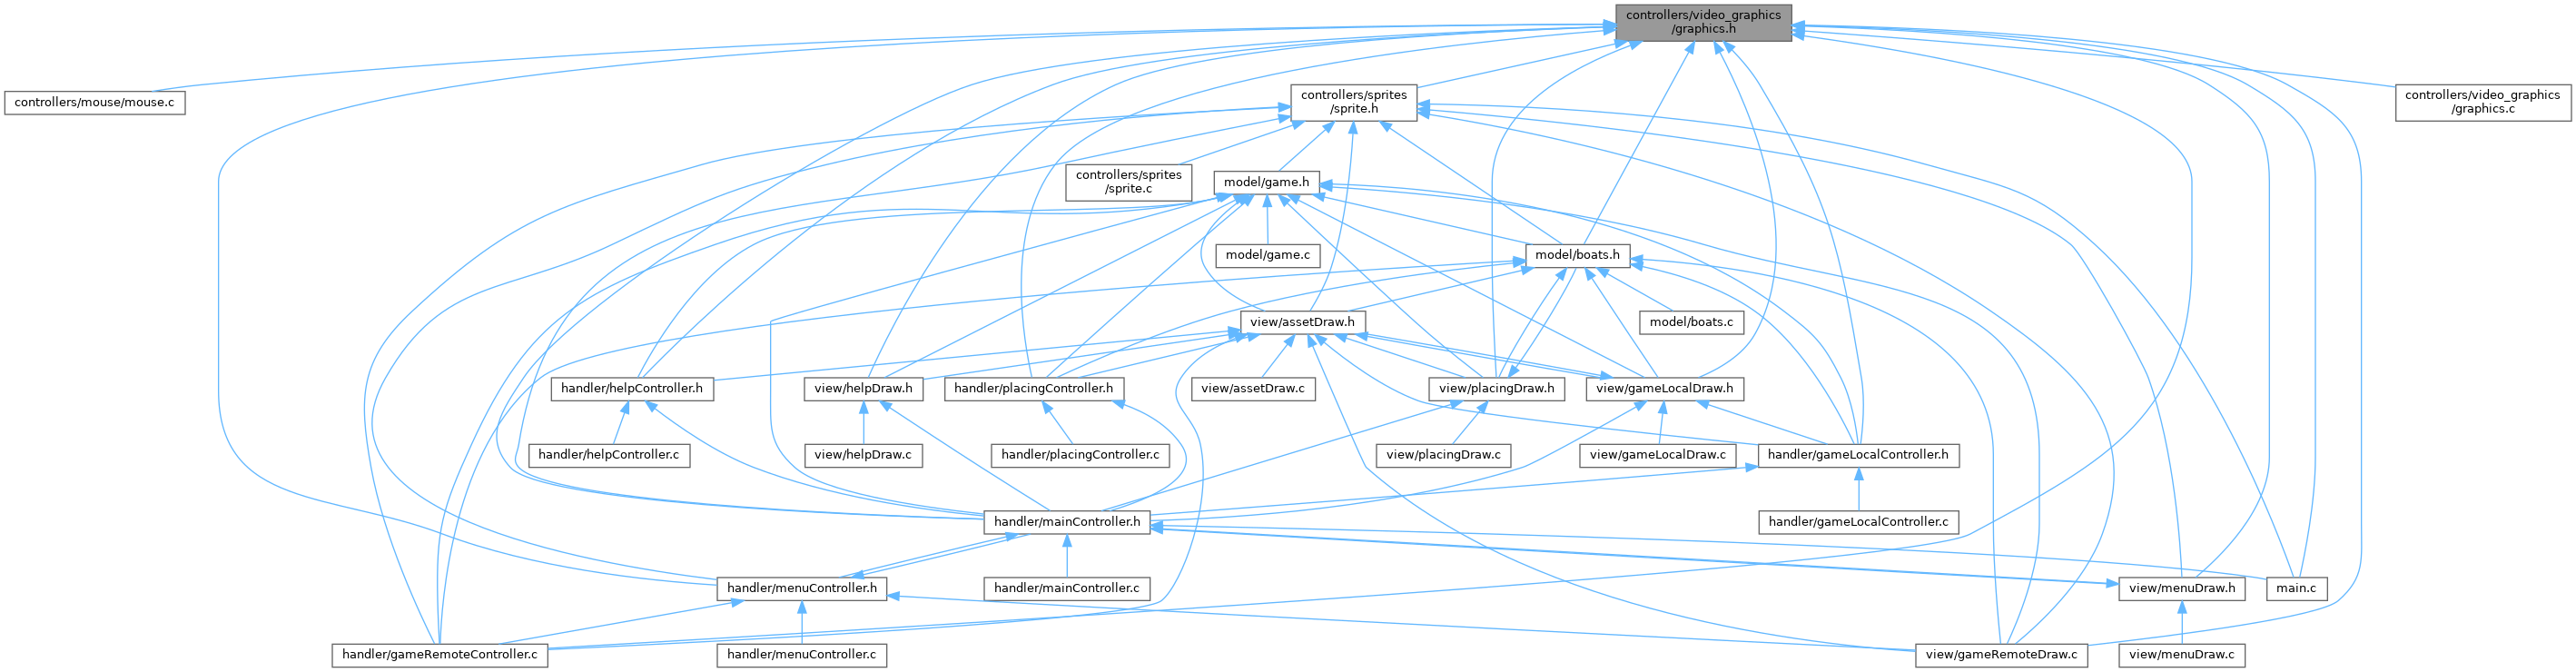 controllers/video_graphics
/graphics.h
controllers/mouse/mouse.c
controllers/sprites
/sprite.h
controllers/video_graphics
/graphics.c
controllers/sprites
/sprite.c
model/game.h
model/game.c
model/boats.h
view/assetDraw.h
model/boats.c
handler/helpController.h
view/helpDraw.h
handler/placingController.h
view/assetDraw.c
view/placingDraw.h
view/gameLocalDraw.h
handler/helpController.c
view/helpDraw.c
handler/placingController.c
view/placingDraw.c
view/gameLocalDraw.c
handler/gameLocalController.h
handler/mainController.h
handler/gameLocalController.c
handler/menuController.h
handler/mainController.c
view/menuDraw.h
main.c
handler/gameRemoteController.c
handler/menuController.c
view/gameRemoteDraw.c
view/menuDraw.c